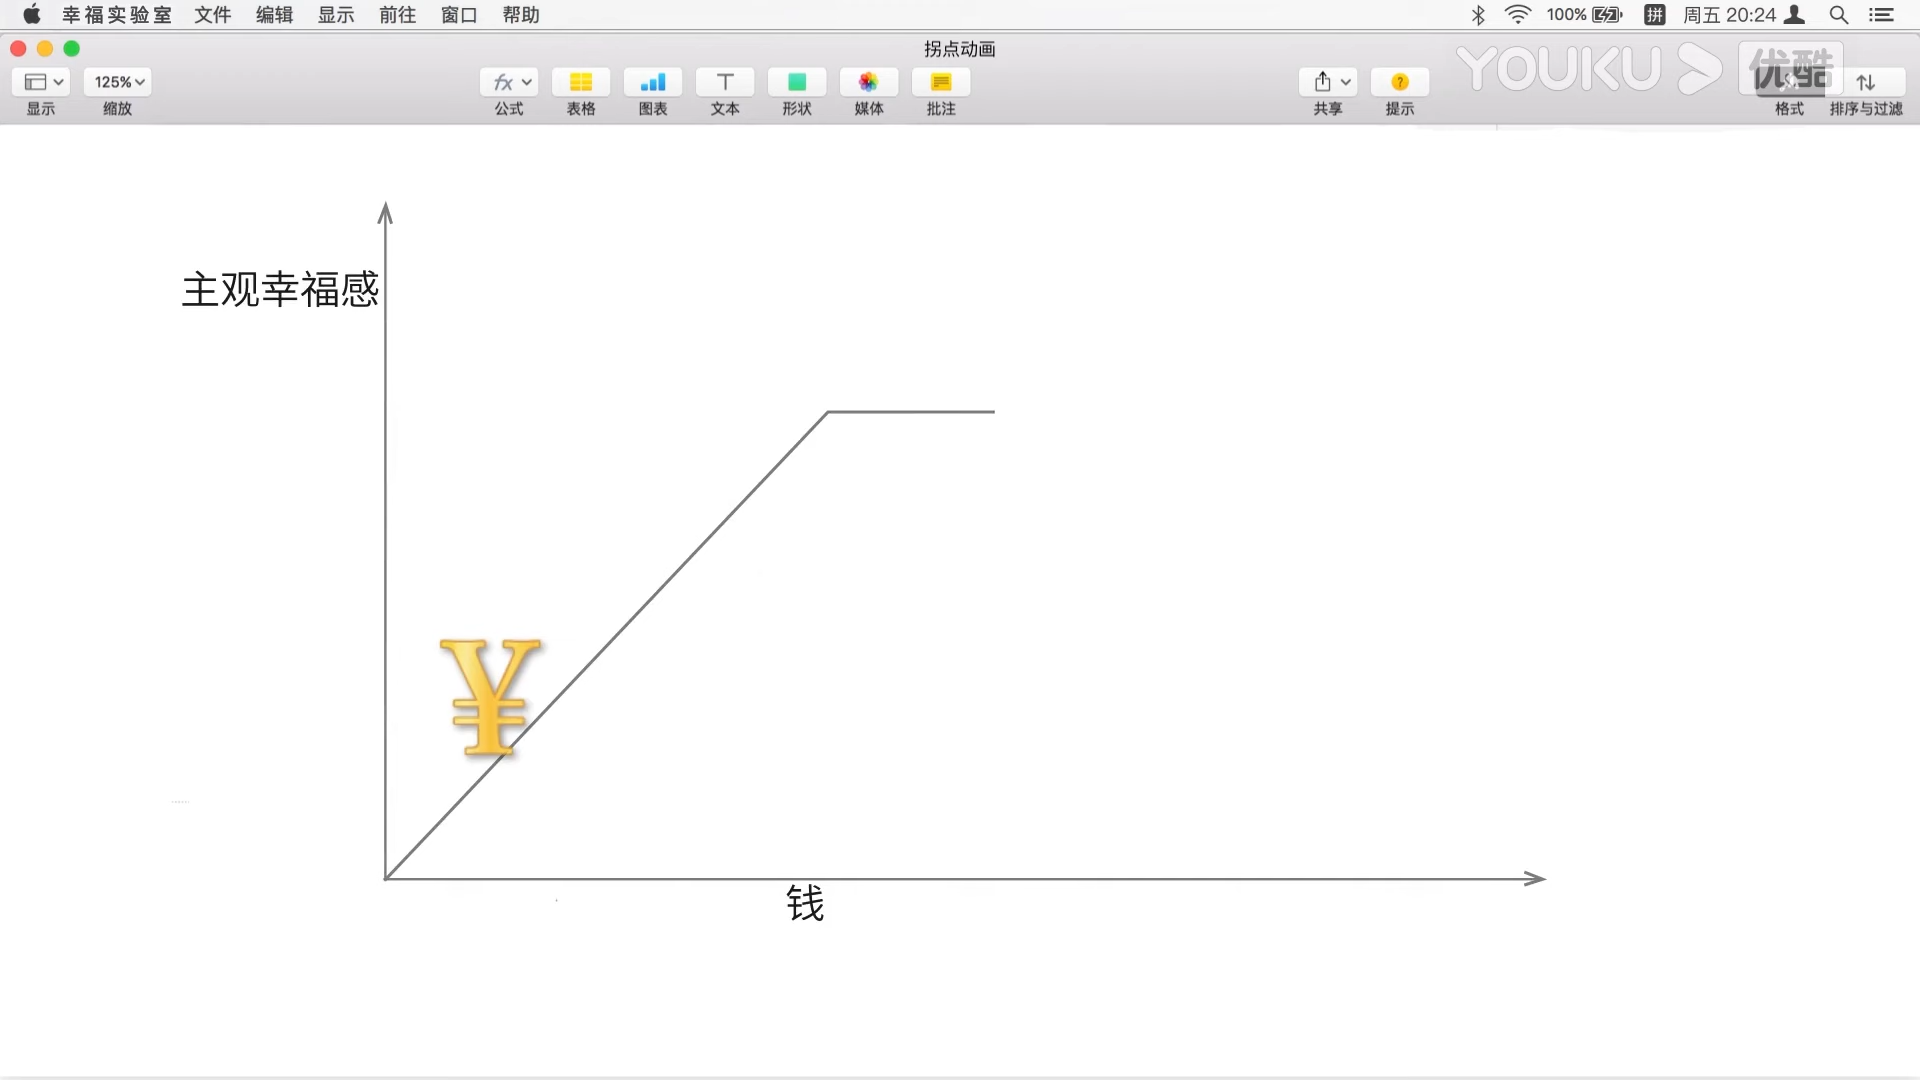 幸福实验室 文件 编辑 显示 前往 窗口 帮助 100% 拼 周五 20:24
拐点动画
125% fx T ? YOUKU 优酷
显示 缩放 公式 表格 图表 文本 形状 媒体 批注 共享 提示 格式 排序与过滤
主观幸福感
¥
钱